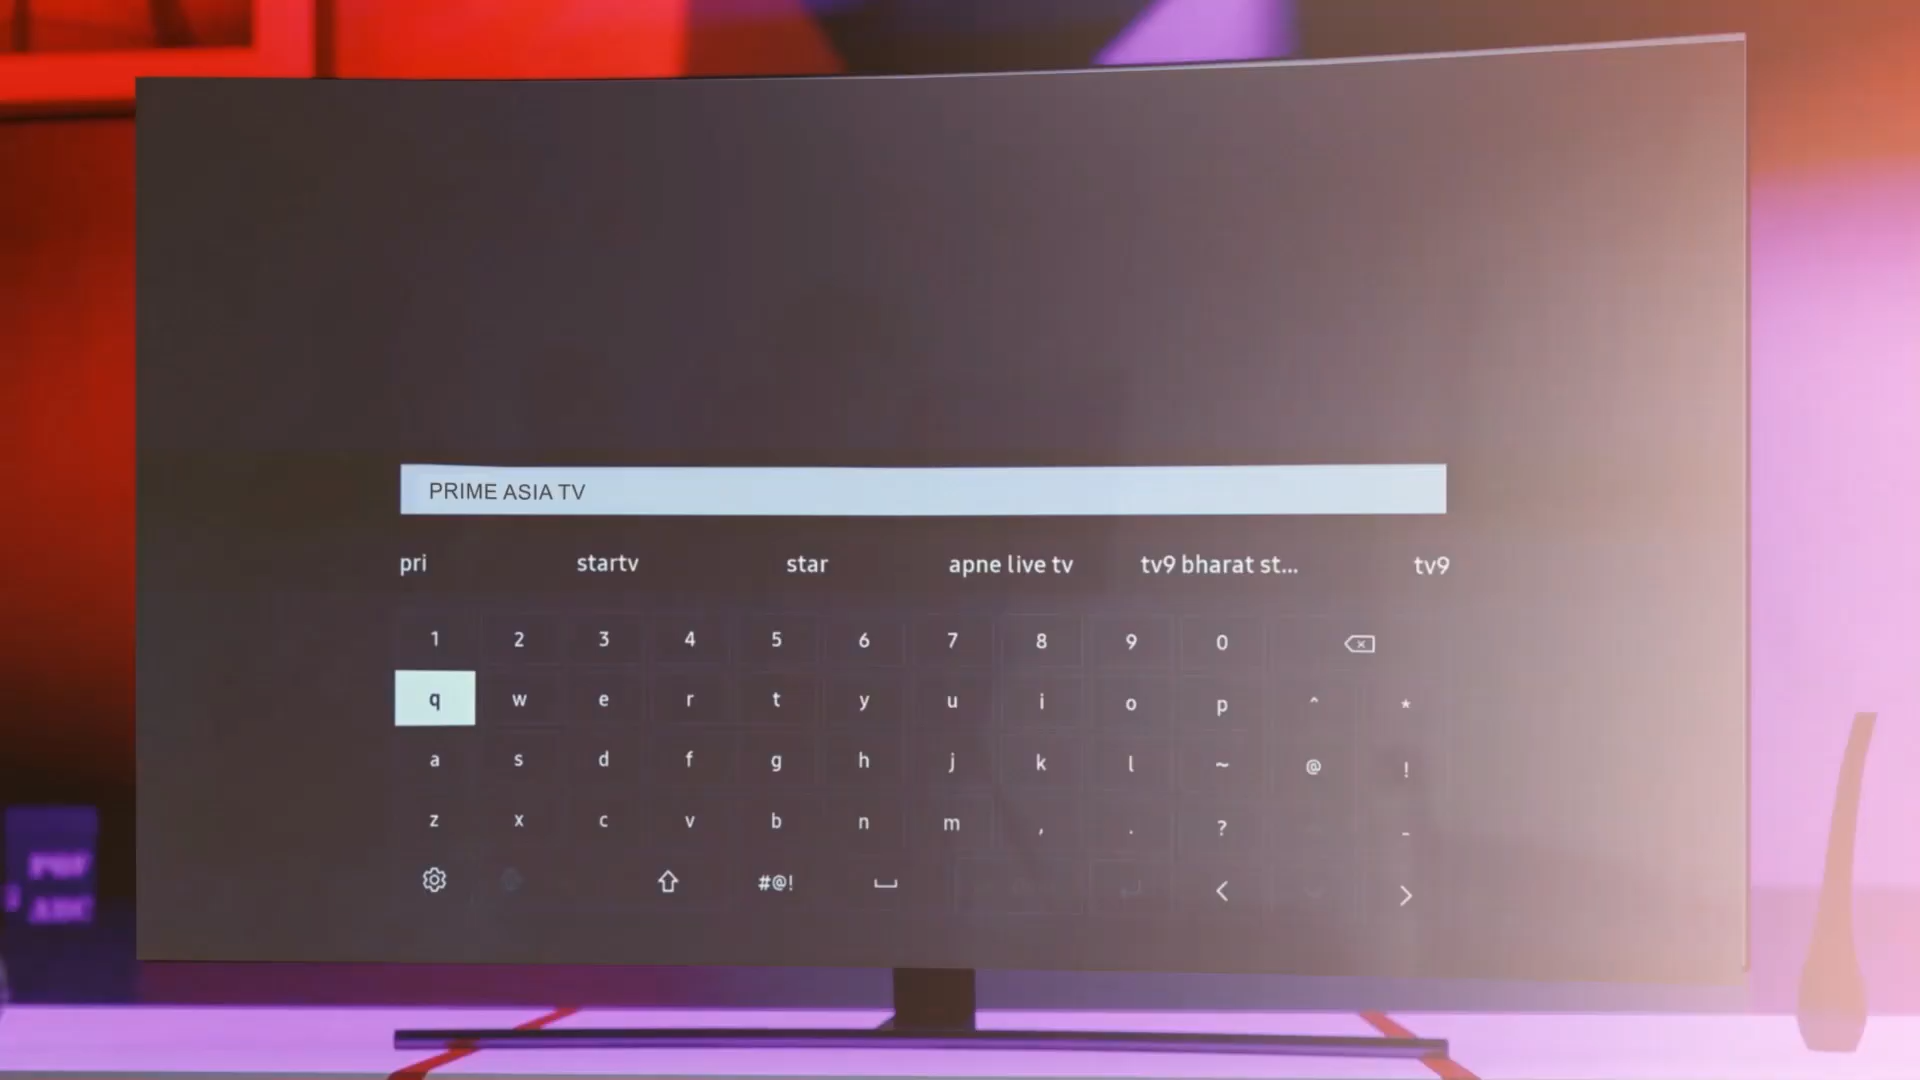 PRIME ASIA TV
pri startv star apne live tv tv9 bharat st... tv9
1 2 3 4 5 6 7 8 9 0
q w e r t y u i o p ^ *
a s d f g h j k l ~ @ !
z x c v b n m , . ? -
#@! < >